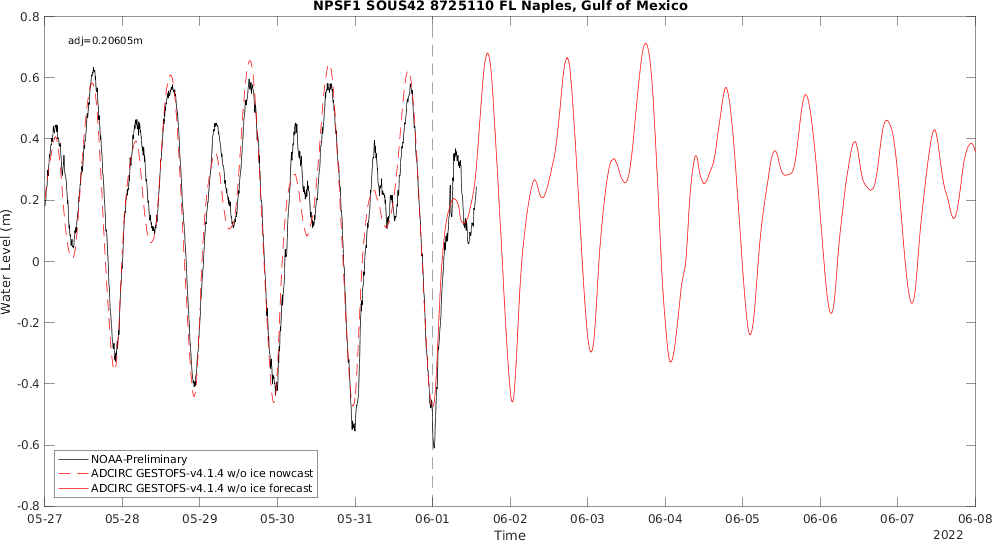 NPSF1 SOUS42 8725110 FL Naples, Gulf of Mexico
adj=0.20605m
0.8
0.6
0.4
0.2
0
-0.2
-0.4
-0.6
-0.8
Water Level (m)
NOAA-Preliminary
ADCIRC GESTOFS-v4.1.4 w/o ice nowcast
ADCIRC GESTOFS-v4.1.4 w/o ice forecast
05-27 05-28 05-29 05-30 05-31 06-01 06-02 06-03 06-04 06-05 06-06 06-07 06-08
Time
2022